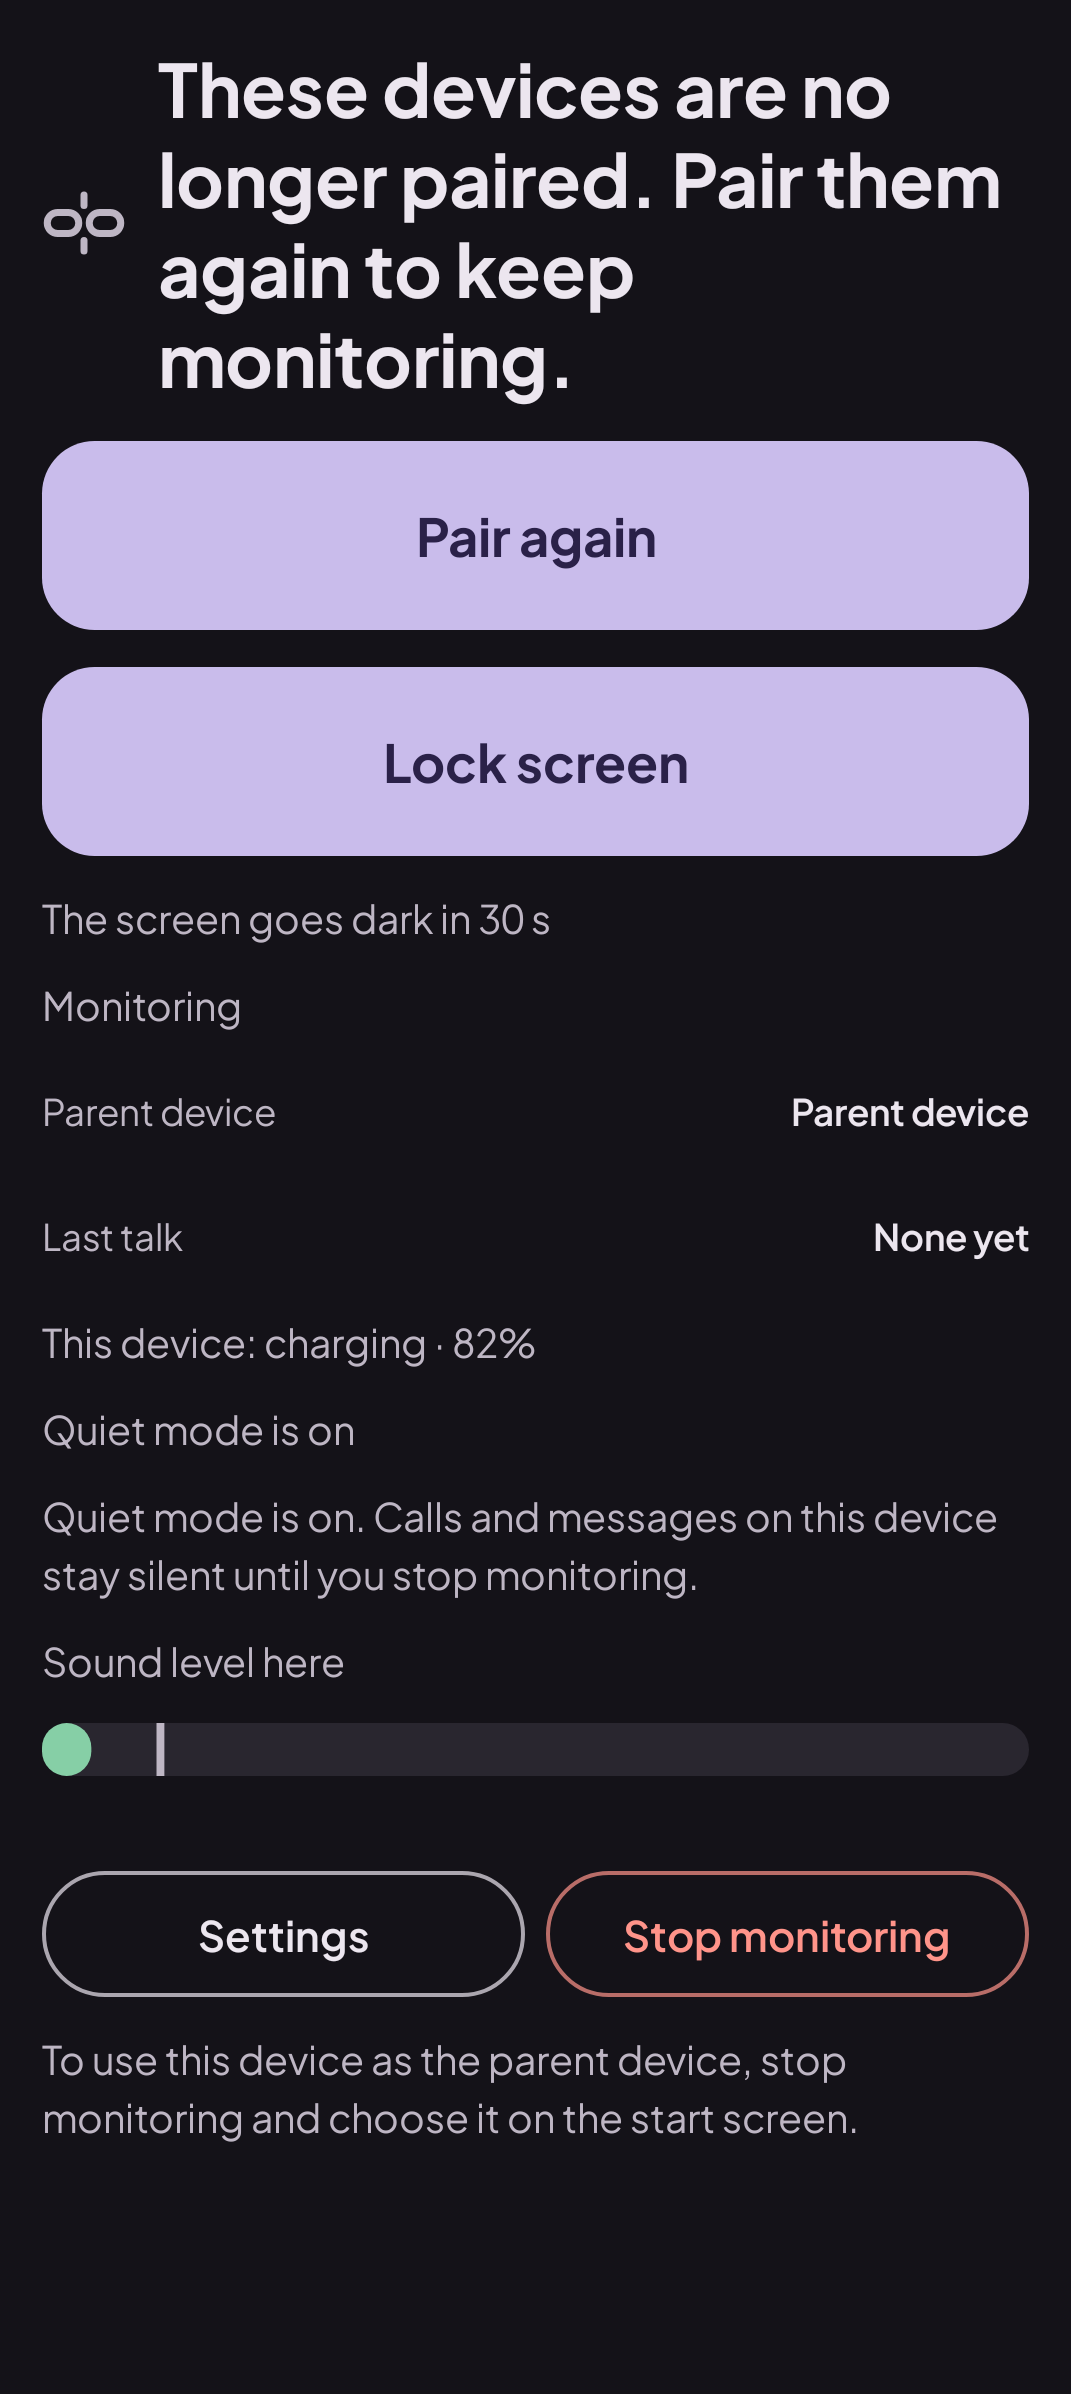 These devices are no
longer paired. Pair them
again to keep
monitoring.
Pair again
Lock screen
The screen goes dark in 30 s
Monitoring
Parent device Parent device
Last talk None yet
This device: charging · 82%
Quiet mode is on
Quiet mode is on. Calls and messages on this device
stay silent until you stop monitoring.
Sound level here
Settings Stop monitoring
To use this device as the parent device, stop
monitoring and choose it on the start screen.